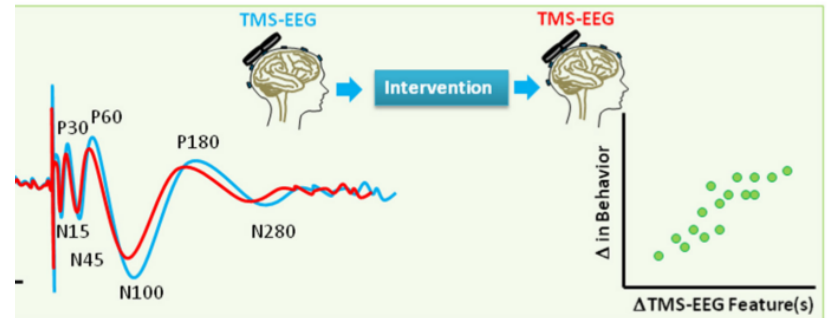 TMS-EEG
TMS-EEG
Intervention
P60
P30
P180
N15
N280
N45
N100
Δ in Behavior
ΔTMS-EEG Feature(s)